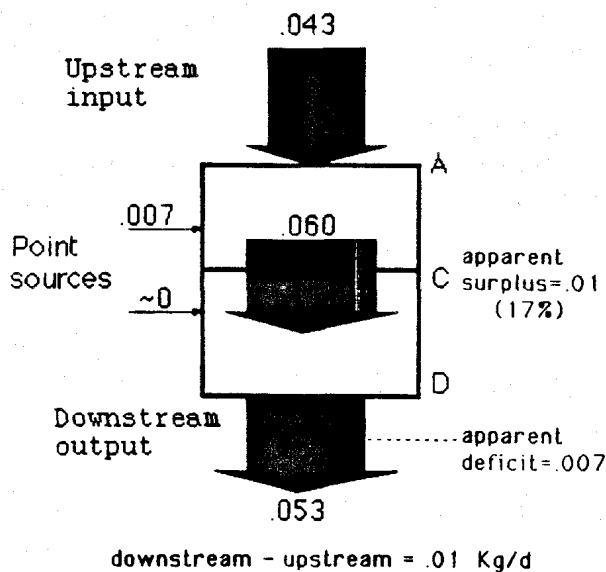 .043
Upstream
input
A
.007
.060
Point
sources
~0
C
apparent
surplus=.01
(17%)
D
Downstream
output
apparent
deficit=.007
.053
downstream - upstream = .01 Kg/d